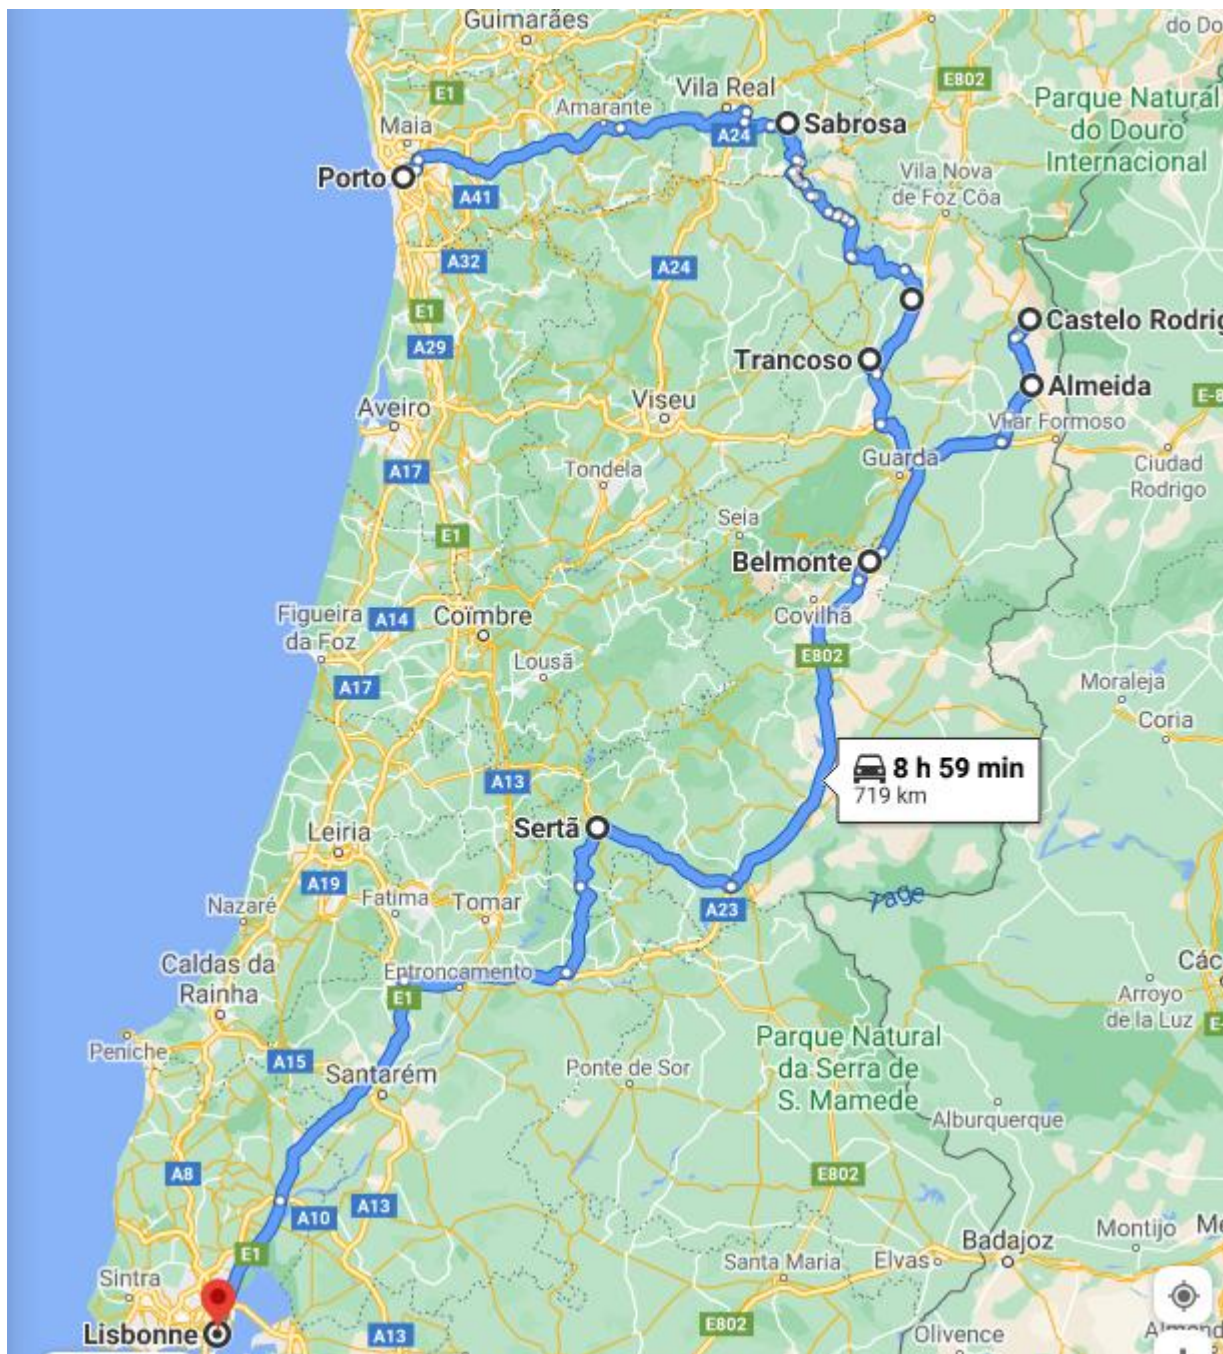 Guimarães
do Do
E1
E802
Vila Real
Parque Natural
do Douro
Internacional
Amarante
Maia
Sabrosa
A24
Porto
A41
Vila Nova
de Foz Côa
A32
A24
E1
Castelo Rodrig
A29
Trancoso
Almeida
E-8
Aveiro
Viseu
Vilar Formoso
A17
Tondela
Guarda
Ciudad
Rodrigo
Seia
E1
Belmonte
Figueira
da Foz
A14
Coïmbre
Covilhã
E802
Lousã
A17
Moraleja
Coria
8 h 59 min
719 km
A13
Leiria
Sertã
A19
Fatima
Tomar
Nazaré
A23
Tage
Caldas da
Rainha
Entroncamento
E1
Các
Arroyo
de la Luz
E-
Peniche
A15
Santarém
Ponte de Sor
Parque Natural
da Serra de
S. Mamede
Alburquerque
A8
E802
A13
A10
E1
Badajoz
Montijo
Me
Santa Maria
Elvas
Sintra
Lisbonne
A13
E802
Olivence
Almend